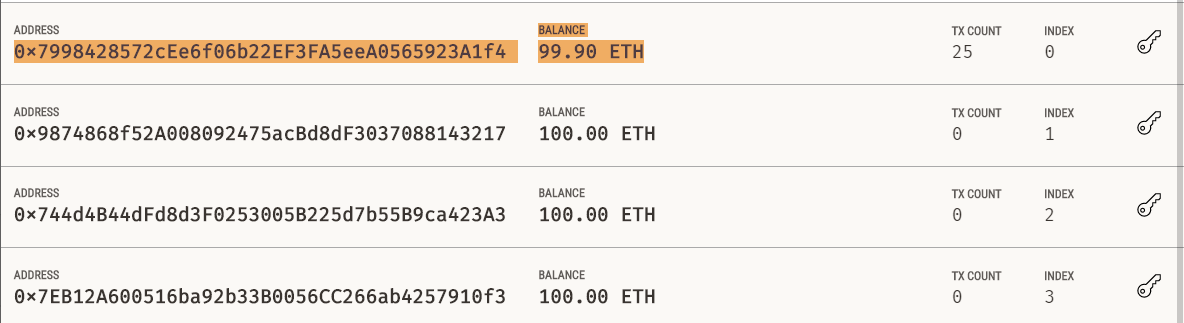 ADDRESS BALANCE TX COUNT INDEX
0x7998428572cEe6f06b22EF3FA5eeA0565923A1f4 99.90 ETH 25 0
ADDRESS BALANCE TX COUNT INDEX
0x9874868f52A008092475acBd8dF3037088143217 100.00 ETH 0 1
ADDRESS BALANCE TX COUNT INDEX
0x744d4B44dFd8d3F0253005B225d7b55B9ca423A3 100.00 ETH 0 2
ADDRESS BALANCE TX COUNT INDEX
0x7EB12A600516ba92b33B0056CC266ab4257910f3 100.00 ETH 0 3